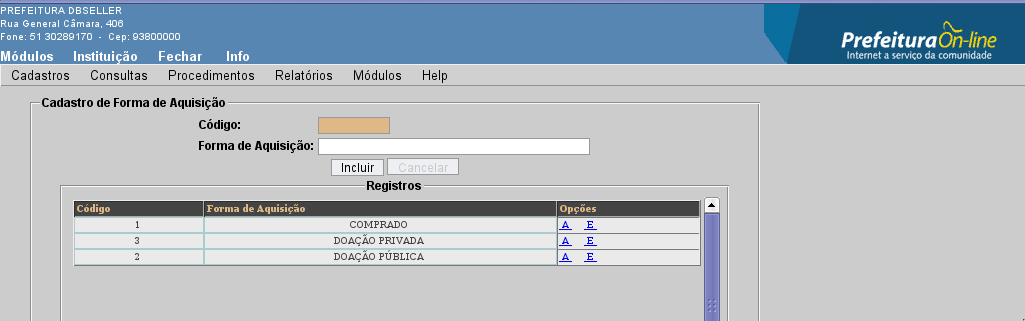 PREFEITURA DBSELLER
Rua General Câmara, 406
Fone: 51 30289170 - Cep: 93800000
Prefeitura On-line
Internet a serviço da comunidade
Módulos Instituição Fechar Info
Cadastros Consultas Procedimentos Relatórios Módulos Help
Cadastro de Forma de Aquisição
Código:
Forma de Aquisição:
Incluir Cancelar
Registros
Código Forma de Aquisição Opções
1 COMPRADO A E
3 DOAÇÃO PRIVADA A E
2 DOAÇÃO PÚBLICA A E